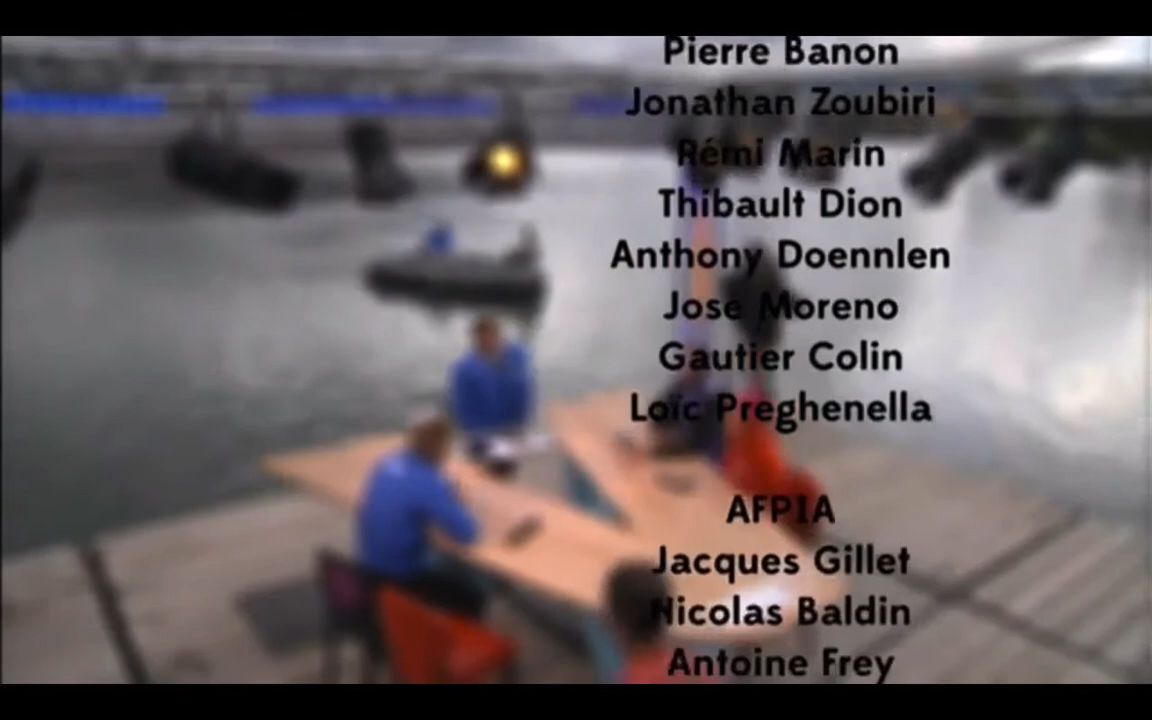 Pierre Banon
Jonathan Zoubiri
Rémi Marin
Thibault Dion
Anthony Doennlen
Jose Moreno
Gautier Colin
Loïc Preghenella
AFPIA
Jacques Gillet
Nicolas Baldin
Antoine Frey